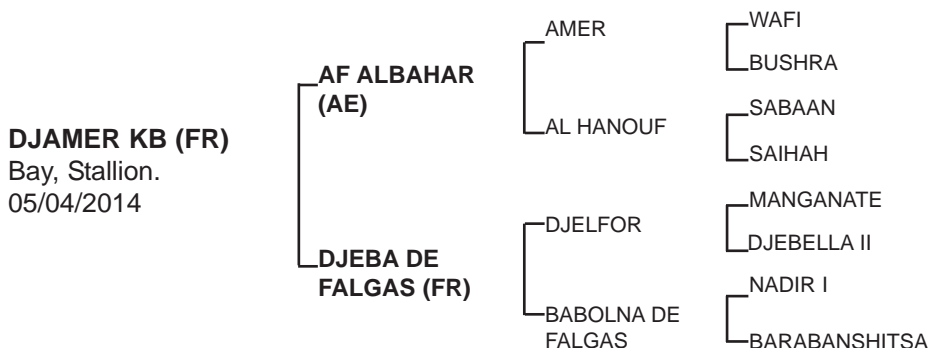 DJAMER KB (FR)
Bay, Stallion.
05/04/2014
AF ALBAHAR
(AE)
DJEBA DE
FALGAS (FR)
AMER
AL HANOUF
DJELFOR
BABOLNA DE
FALGAS
WAFI
BUSHRA
SABAAN
SAIHAH
MANGANATE
DJEBELLA II
NADIR I
BARABANSHITSA